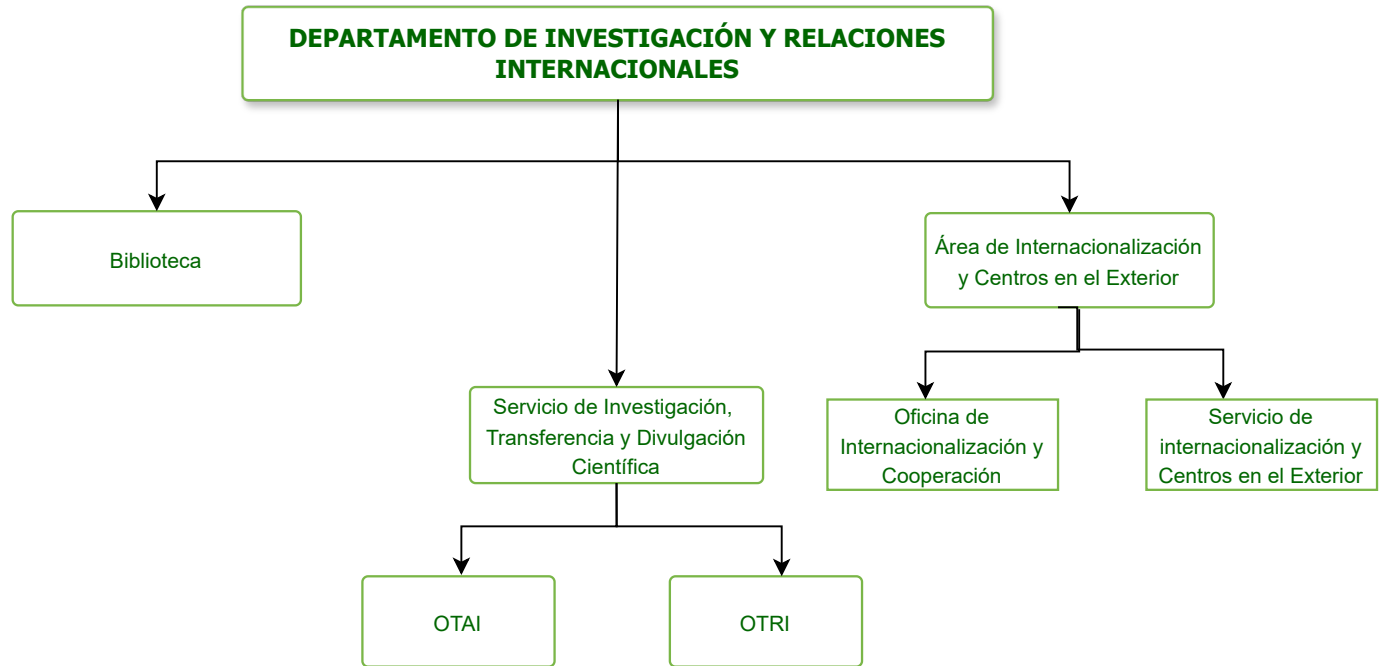 DEPARTAMENTO DE INVESTIGACIÓN Y RELACIONES
INTERNACIONALES
Biblioteca
Área de Internacionalización
y Centros en el Exterior
Servicio de Investigación,
Transferencia y Divulgación
Científica
Oficina de
Internacionalización y
Cooperación
Servicio de
internacionalización y
Centros en el Exterior
OTAI
OTRI